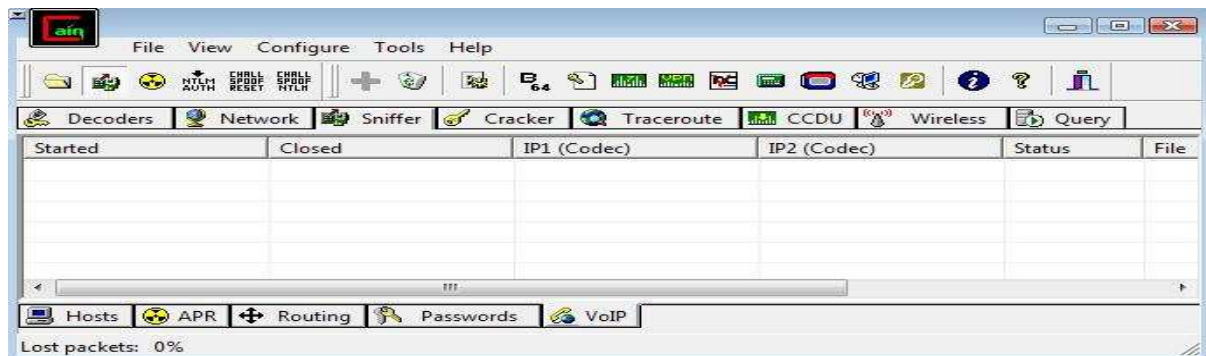 Cain
File View Configure Tools Help
NTLM AUTH CHALL SPOOF RESET CHALL SPOOF NTLM B 64
Decoders Network Sniffer Cracker Traceroute CCDU Wireless Query
Started Closed IP1 (Codec) IP2 (Codec) Status File
Hosts APR Routing Passwords VoIP
Lost packets: 0%